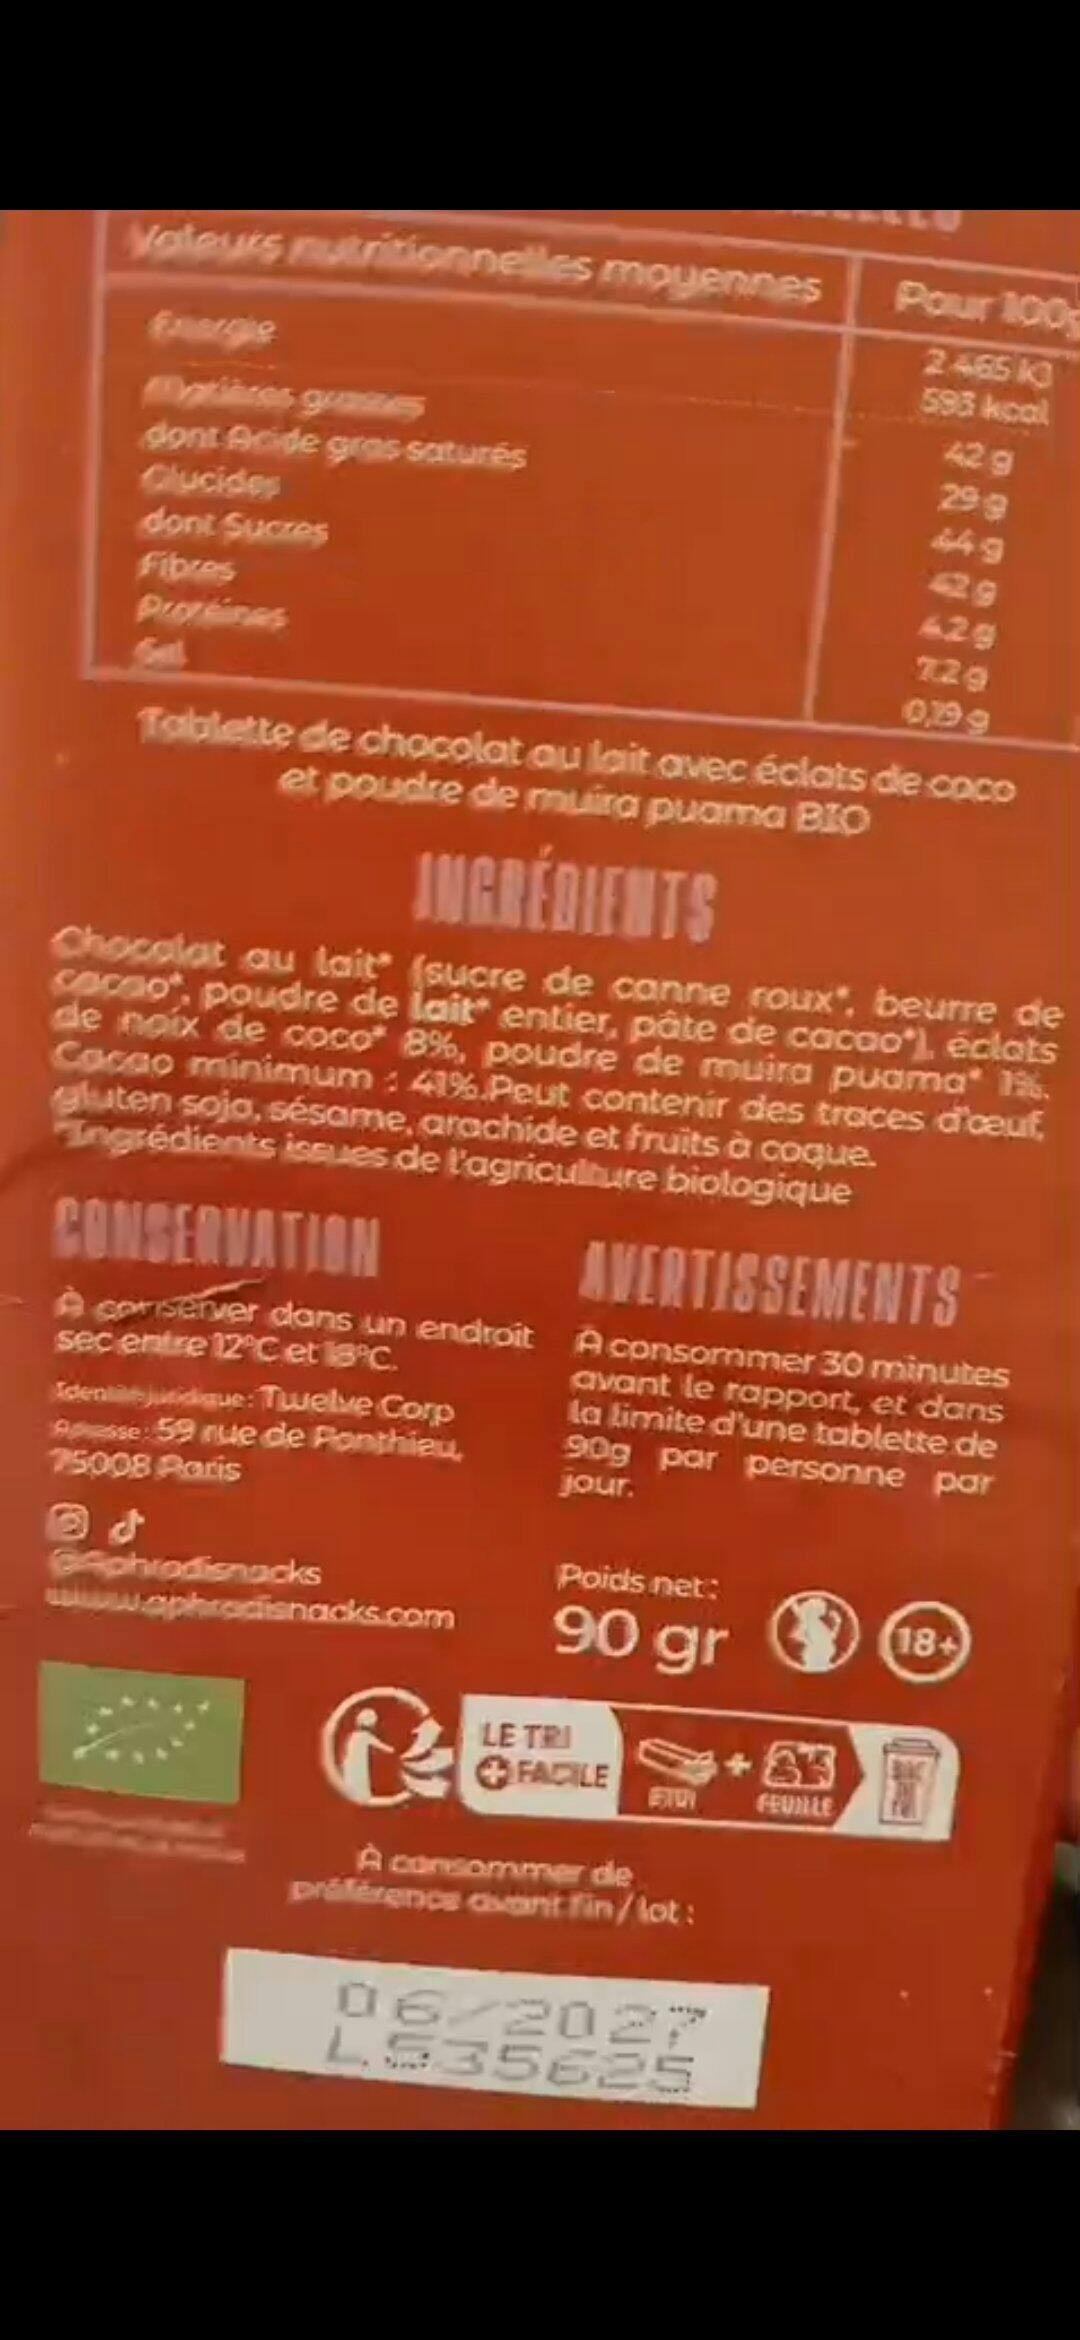 Valeurs nutritionnelles moyennes
Pour 100g
Energie
2 465 kJ
593 kcal
Matières grasses
42 g
dont Acide gras saturés
29 g
Glucides
44 g
dont Sucres
42 g
Fibres
4.2 g
Protéines
7.2 g
Sel
0,19 g
Tablette de chocolat au lait avec éclats de coco
et poudre de muira puama BIO
INGRÉDIENTS
Chocolat au lait* (sucre de canne roux*, beurre de
cacao*, poudre de lait* entier, pâte de cacao*), éclats
de noix de coco* 8%, poudre de muira puama* 1%.
Cacao minimum : 41%.Peut contenir des traces d'œuf,
gluten soja, sésame, arachide et fruits à coque.
*Ingrédients issues de l'agriculture biologique
CONSERVATION
À conserver dans un endroit
sec entre 12°C et 18°C.
Identité juridique: Twelve Corp
Adresse: 59 rue de Ponthieu,
75008 Paris
@Aphrodisnacks
www.aphrodisnacks.com
AVERTISSEMENTS
À consommer 30 minutes
avant le rapport, et dans
la limite d'une tablette de
90g par personne par
jour.
Poids net:
90 gr
18+
LE TRI
+ FACILE
ÉTUI
+
FEUILLE
BAC
DE
TRI
À consommer de
préférence avant fin / lot :
06/2027
L535625